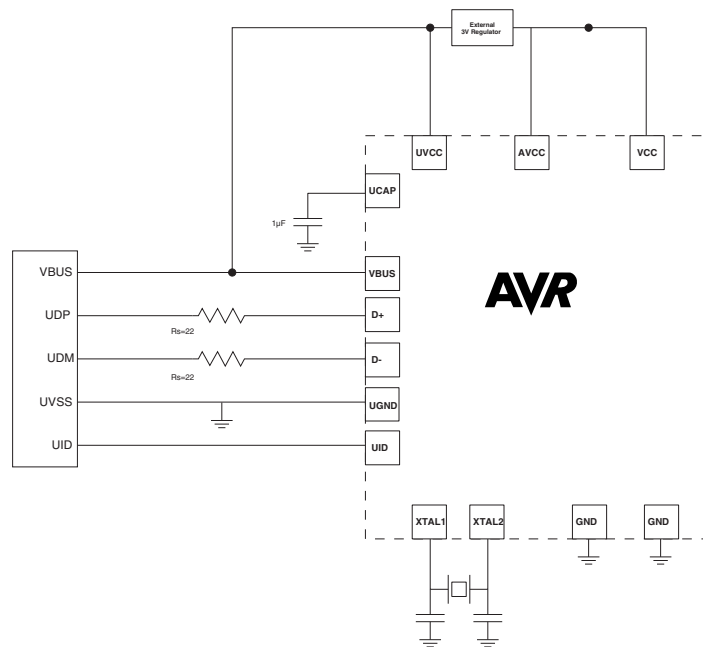 External
3V Regulator
UVCC
AVCC
VCC
UCAP
1µF
VBUS
VBUS
AVR
UDP
D+
Rs=22
UDM
D-
Rs=22
UVSS
UGND
UID
UID
XTAL1
XTAL2
GND
GND